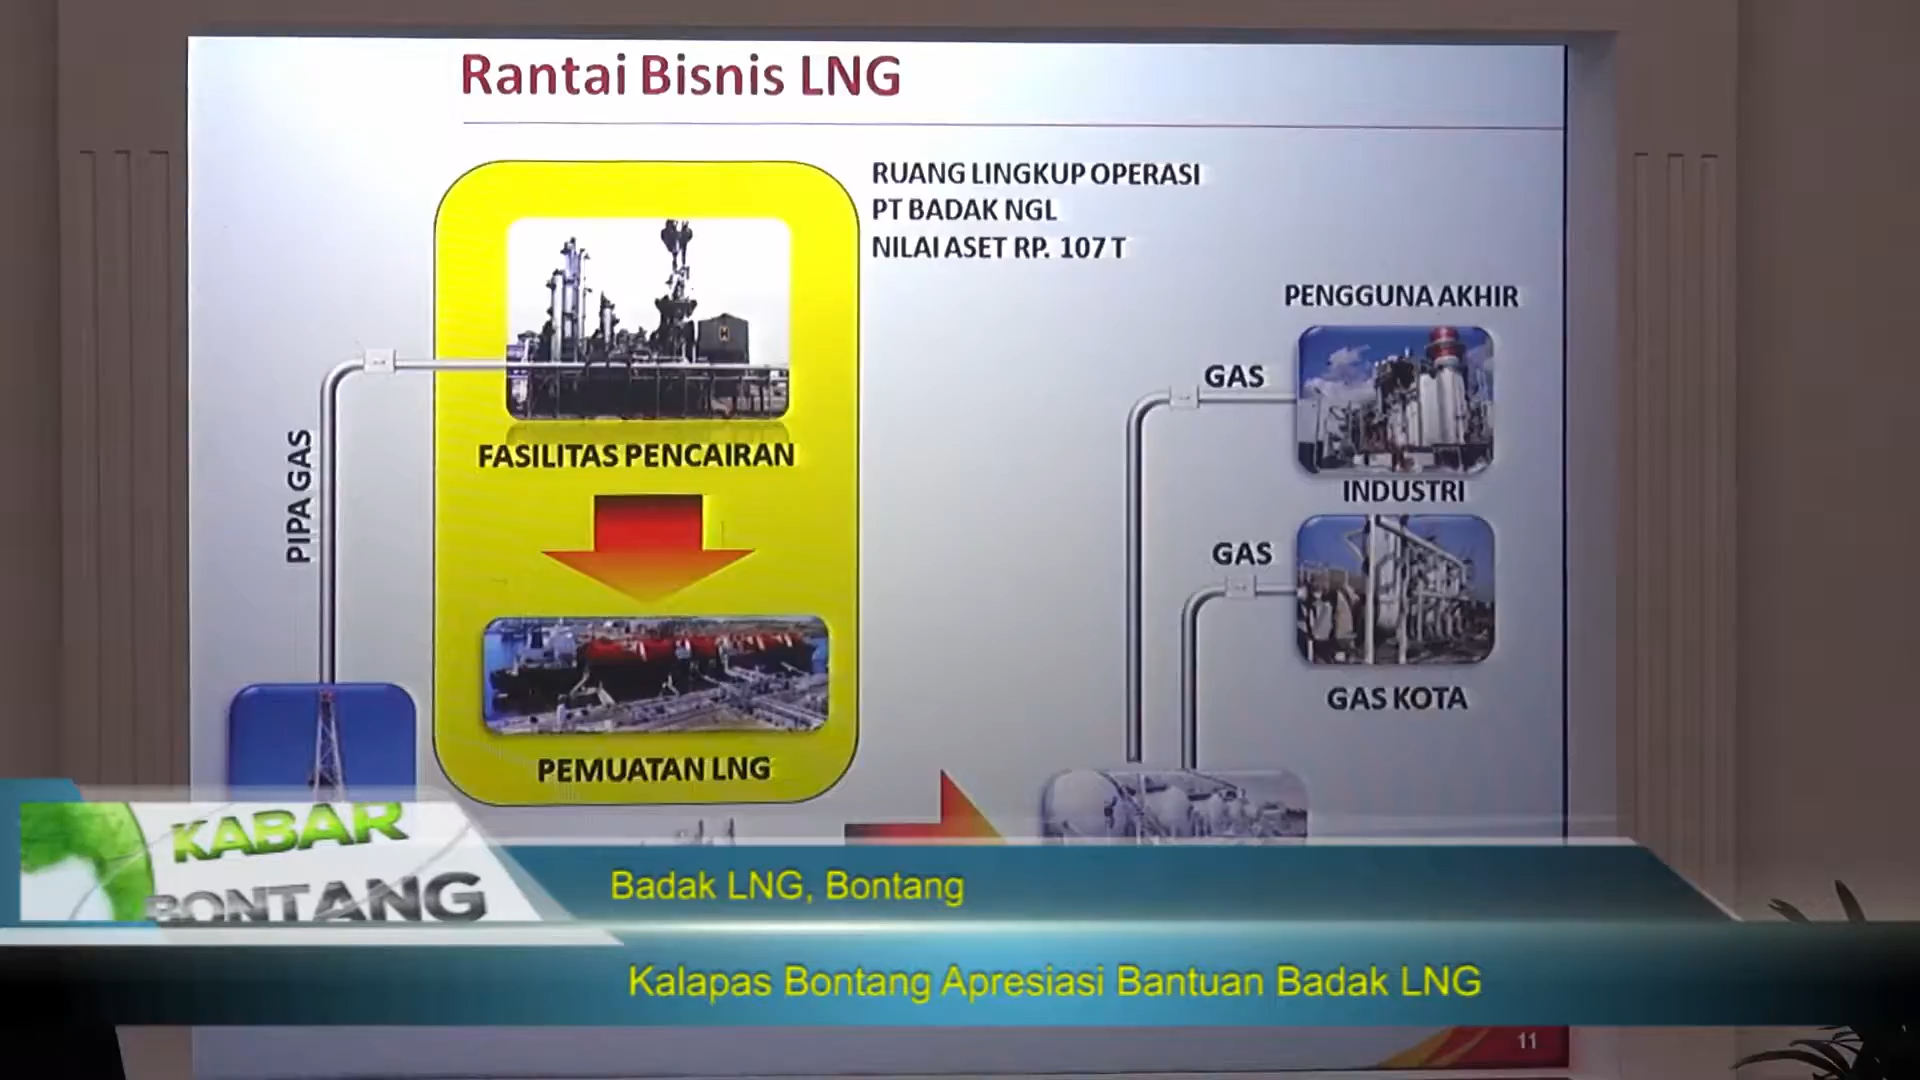 Rantai Bisnis LNG
RUANG LINGKUP OPERASI
PT BADAK NGL
NILAI ASET RP. 107 T
PENGGUNA AKHIR
GAS
INDUSTRI
GAS
GAS KOTA
PIPA GAS
FASILITAS PENCAIRAN
PEMUATAN LNG
KABAR
BONTANG
Badak LNG, Bontang
Kalapas Bontang Apresiasi Bantuan Badak LNG
11